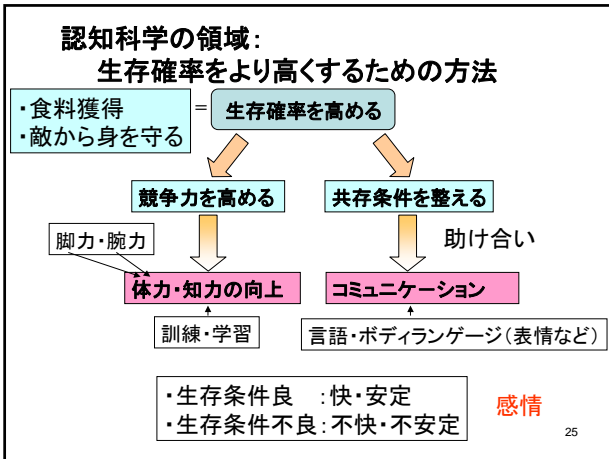 認知科学の領域：
生存確率をより高くするための方法
・食料獲得
・敵から身を守る
=
生存確率を高める
競争力を高める
共存条件を整える
脚力・腕力
助け合い
体力・知力の向上
コミュニケーション
訓練・学習
言語・ボディランゲージ（表情など）
・生存条件良　：快・安定
・生存条件不良：不快・不安定
感情
25